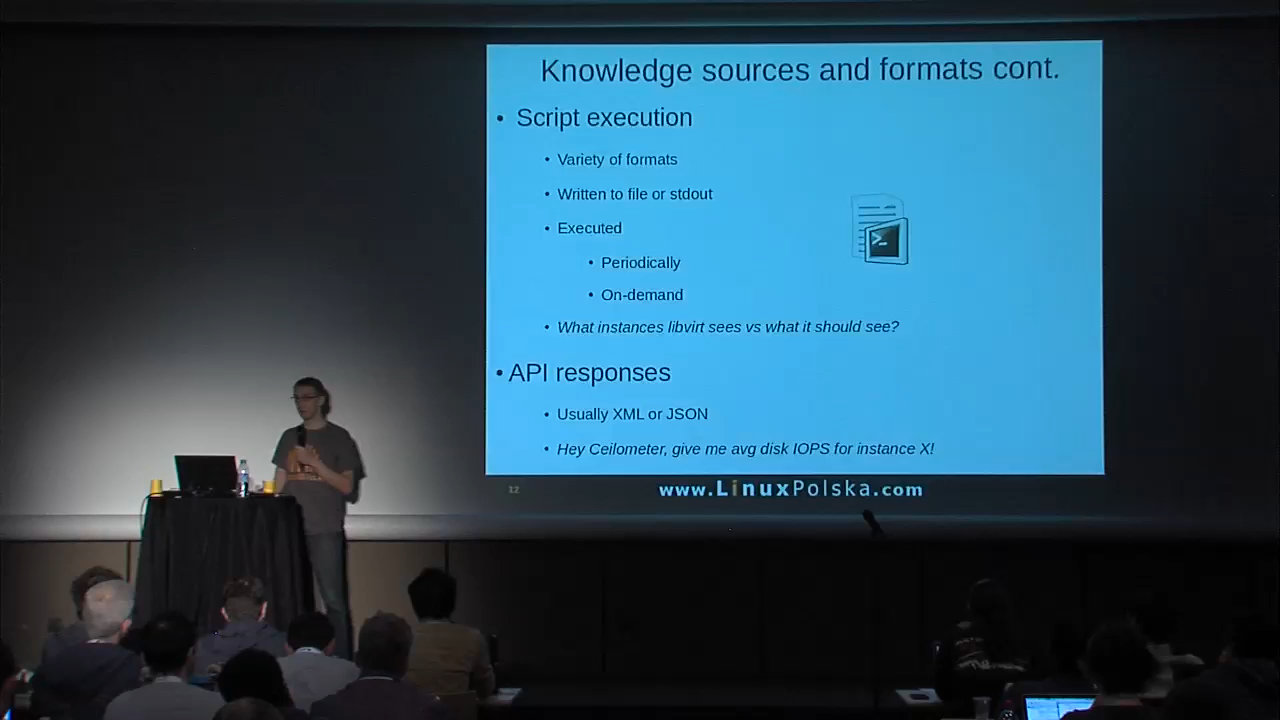 Knowledge sources and formats cont.
• Script execution
• Variety of formats
• Written to file or stdout
• Executed
• Periodically
• On-demand
• What instances libvirt sees vs what it should see?
• API responses
• Usually XML or JSON
• Hey Ceilometer, give me avg disk IOPS for instance X!
12
www.LinuxPolska.com